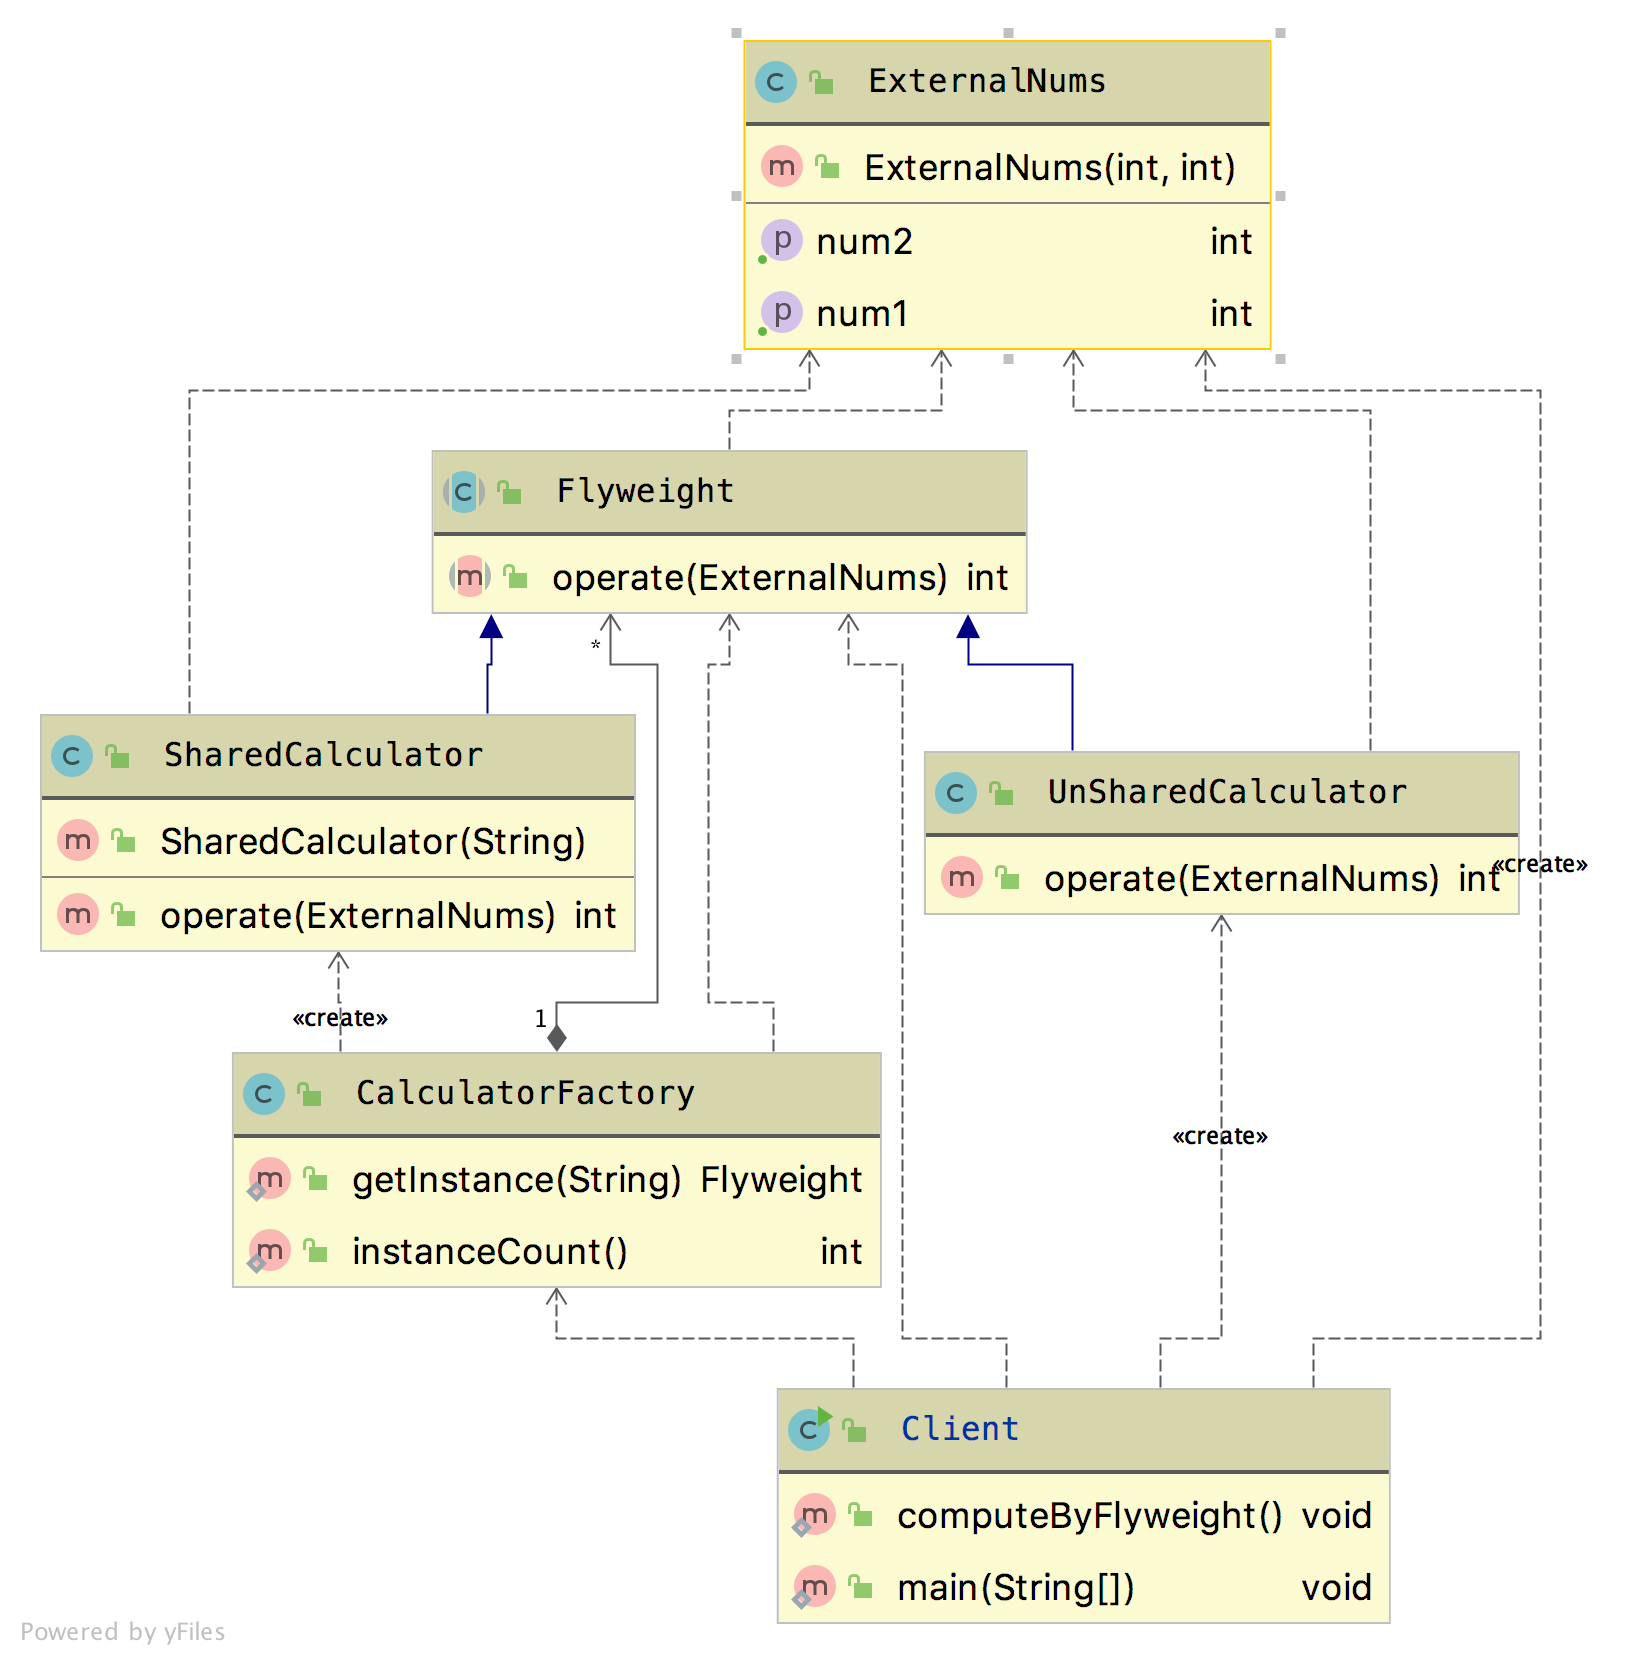 ExternalNums
ExternalNums(int, int)
num2 int
num1 int
Flyweight
operate(ExternalNums) int
*
SharedCalculator
SharedCalculator(String)
operate(ExternalNums) int
UnSharedCalculator
operate(ExternalNums) int
«create»
«create»
1
CalculatorFactory
getInstance(String) Flyweight
instanceCount() int
«create»
Client
computeByFlyweight() void
main(String[]) void
Powered by yFiles